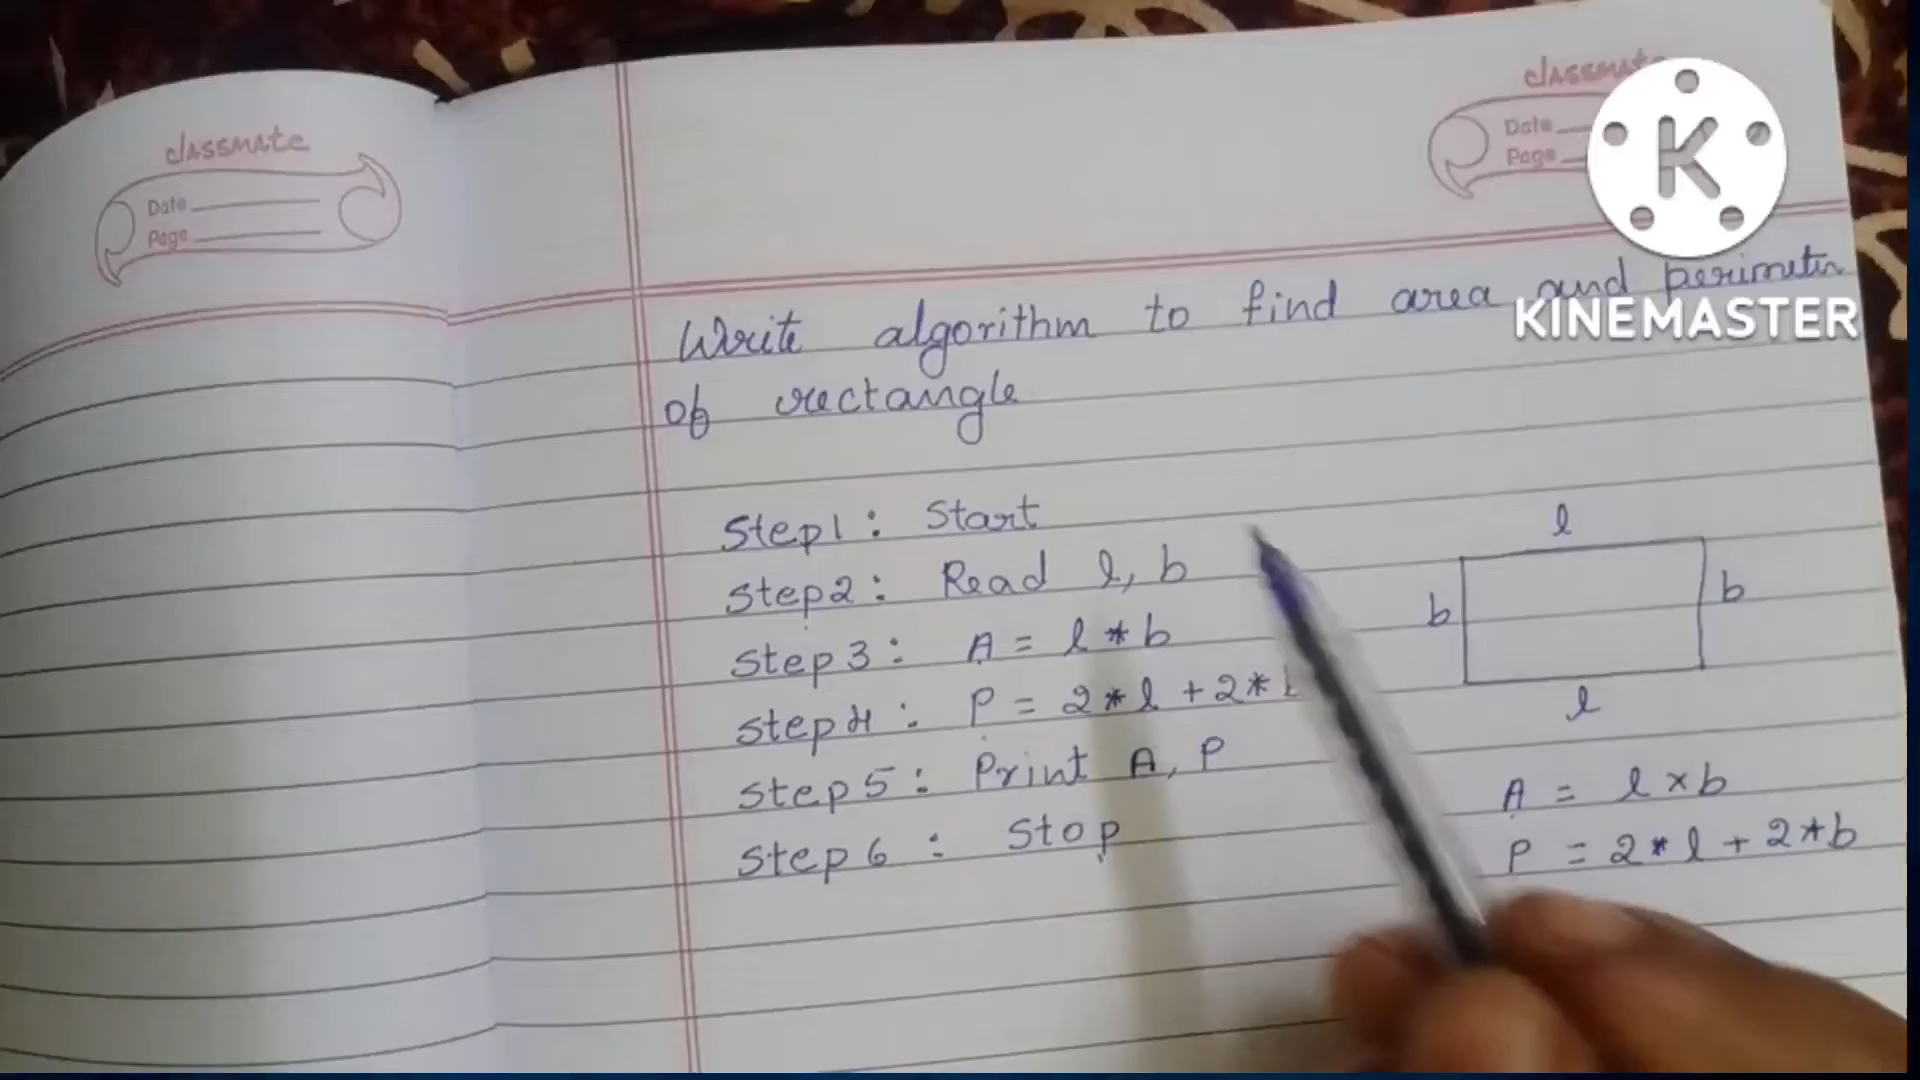 classmate
Date
Page
classmate
Date
Page
K
KINEMASTER
Write algorithm to find area and perimeter
of rectangle
Step1: Start
Step2: Read l, b
Step3: A = l * b
Step4: P = 2*l + 2*b
Step5: Print A, P
Step6: Stop
l
b
b
l
A = l × b
P = 2*l + 2*b